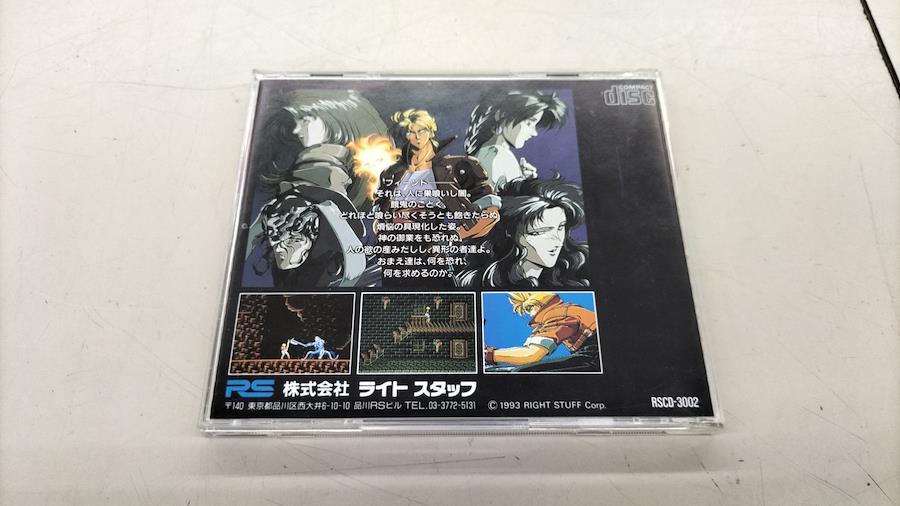 COMPACT
disc
フィーンド――
それは、人に巣喰いし闇。
餓鬼のごとく。
どれほど喰らい尽くそうとも飽きたらぬ
煩悩の具現化した姿。
神の御業をも恐れぬ、
人の欲の産みだしし、異形の者達よ。
おまえ達は、何を恐れ、
何を求めるのか。
RS 株式会社 ライト スタッフ
〒140 東京都品川区西大井6-10-10 品川RSビル TEL.03-3772-5131 © 1993 RIGHT STUFF Corp. RSCD-3002